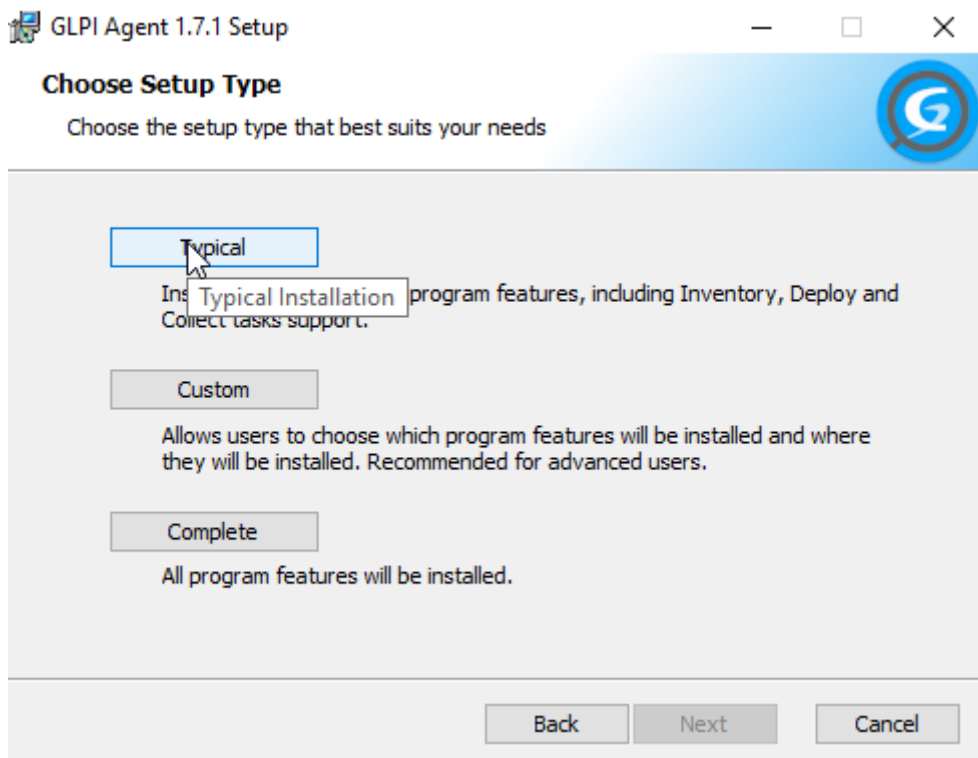 GLPI Agent 1.7.1 Setup
Choose Setup Type
Choose the setup type that best suits your needs
Typical
Typical Installation
program features, including Inventory, Deploy and
Collect tasks support.
Custom
Allows users to choose which program features will be installed and where
they will be installed. Recommended for advanced users.
Complete
All program features will be installed.
Back Next Cancel